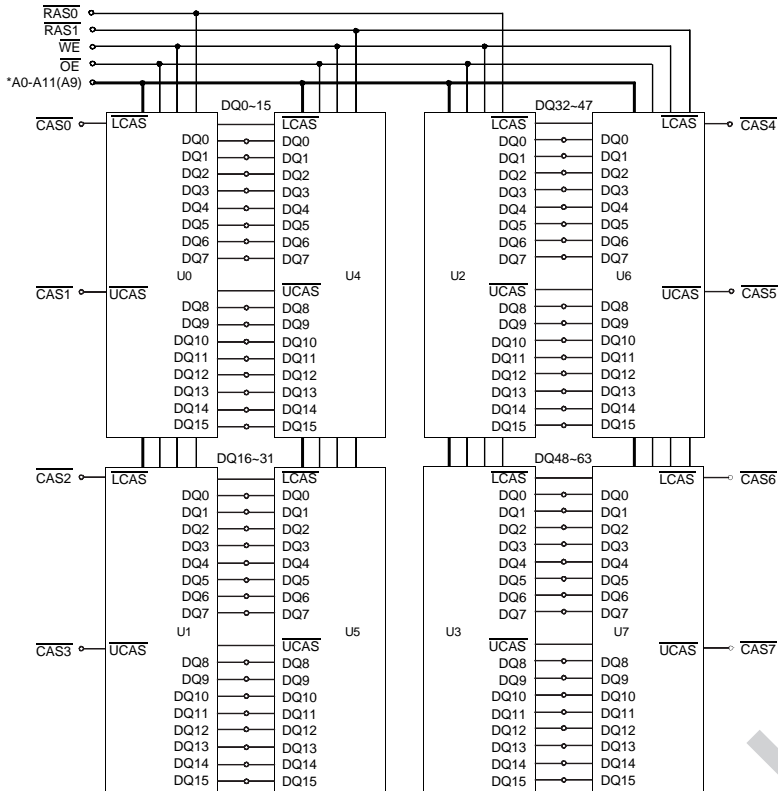 RAS0
RAS1
WE
OE
*A0-A11(A9)
DQ0~15 DQ32~47
CAS0 LCAS LCAS LCAS LCAS CAS4
DQ0 DQ0 DQ0 DQ0
DQ1 DQ1 DQ1 DQ1
DQ2 DQ2 DQ2 DQ2
DQ3 DQ3 DQ3 DQ3
DQ4 DQ4 DQ4 DQ4
DQ5 DQ5 DQ5 DQ5
DQ6 DQ6 DQ6 DQ6
DQ7 DQ7 DQ7 DQ7
U0 U4 U2 U6
CAS1 UCAS UCAS UCAS UCAS CAS5
DQ8 DQ8 DQ8 DQ8
DQ9 DQ9 DQ9 DQ9
DQ10 DQ10 DQ10 DQ10
DQ11 DQ11 DQ11 DQ11
DQ12 DQ12 DQ12 DQ12
DQ13 DQ13 DQ13 DQ13
DQ14 DQ14 DQ14 DQ14
DQ15 DQ15 DQ15 DQ15
DQ16~31 DQ48~63
CAS2 LCAS LCAS LCAS LCAS CAS6
DQ0 DQ0 DQ0 DQ0
DQ1 DQ1 DQ1 DQ1
DQ2 DQ2 DQ2 DQ2
DQ3 DQ3 DQ3 DQ3
DQ4 DQ4 DQ4 DQ4
DQ5 DQ5 DQ5 DQ5
DQ6 DQ6 DQ6 DQ6
DQ7 DQ7 DQ7 DQ7
U1 U5 U3 U7
CAS3 UCAS UCAS UCAS UCAS CAS7
DQ8 DQ8 DQ8 DQ8
DQ9 DQ9 DQ9 DQ9
DQ10 DQ10 DQ10 DQ10
DQ11 DQ11 DQ11 DQ11
DQ12 DQ12 DQ12 DQ12
DQ13 DQ13 DQ13 DQ13
DQ14 DQ14 DQ14 DQ14
DQ15 DQ15 DQ15 DQ15